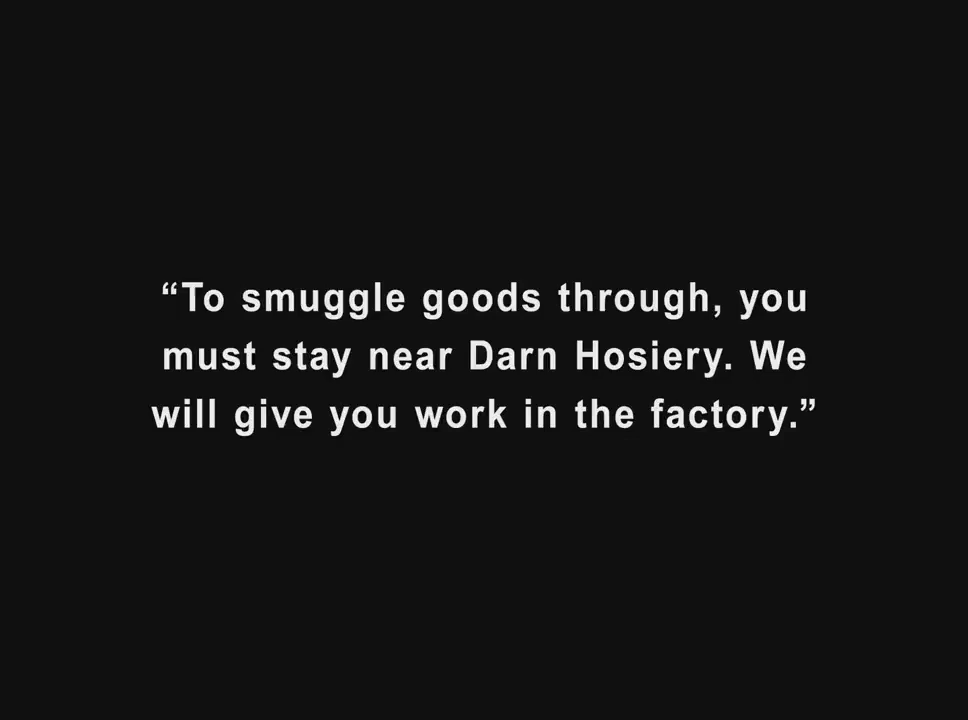 “To smuggle goods through, you
must stay near Darn Hosiery. We
will give you work in the factory.”